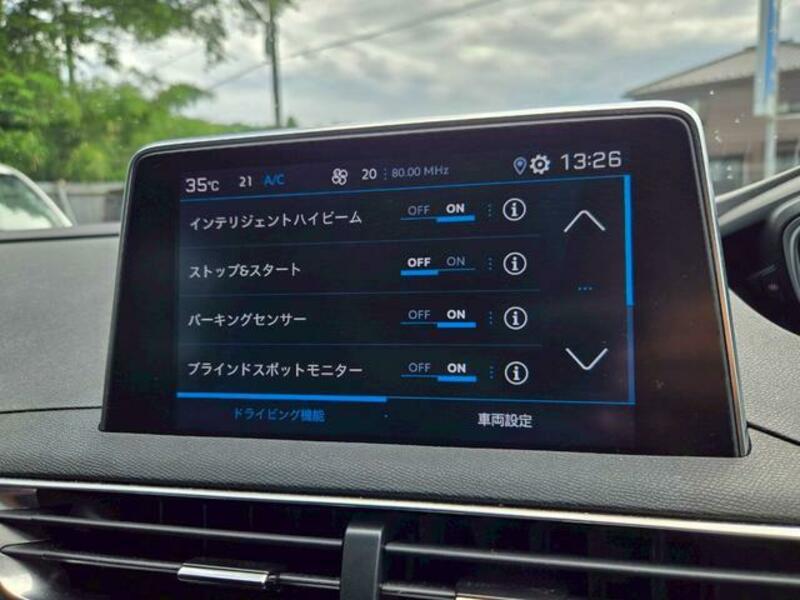 35℃ 21 A/C 20 80.00 MHz 13:26
インテリジェントハイビーム OFF ON
ストップ&スタート OFF ON
パーキングセンサー OFF ON
ブラインドスポットモニター OFF ON
ドライビング機能 車両設定